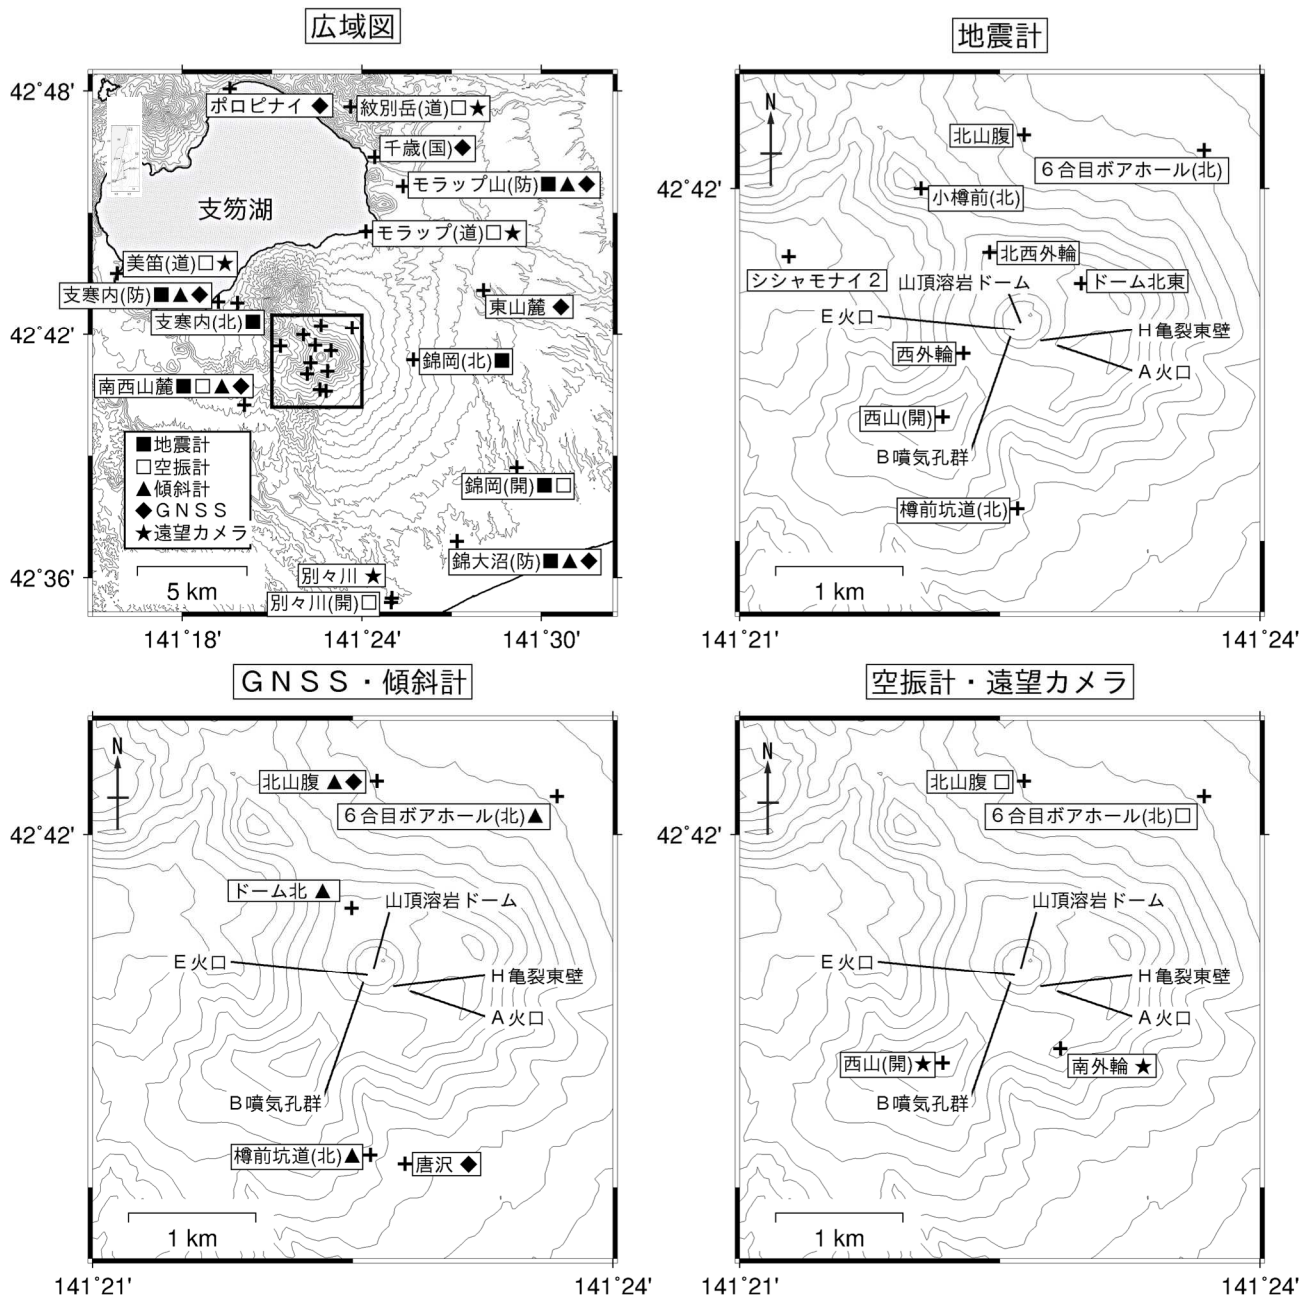 広域図
42˚48'
ポロピナイ ◆
紋別岳(道)□★
千歳(国)◆
モラップ山(防)■▲◆
支笏湖
モラップ(道)□★
美笛(道)□★
支寒内(防)■▲◆
支寒内(北)■
東山麓 ◆
42˚42'
錦岡(北)■
南西山麓■□▲◆
■地震計
□空振計
▲傾斜計
◆GNSS
★遠望カメラ
錦岡(開)■□
錦大沼(防)■▲◆
42˚36'
5 km
別々川 ★
別々川(開)□
141˚18'
141˚24'
141˚30'
地震計
N
北山腹
6合目ボアホール(北)
42˚42'
小樽前(北)
北西外輪
シシャモナイ2
山頂溶岩ドーム
ドーム北東
E火口
H亀裂東壁
西外輪
A火口
西山(開)
B噴気孔群
樽前坑道(北)
1 km
141˚21'
141˚24'
GNSS・傾斜計
N
北山腹 ▲◆
6合目ボアホール(北)▲
42˚42'
ドーム北 ▲
山頂溶岩ドーム
E火口
H亀裂東壁
A火口
B噴気孔群
樽前坑道(北)▲
唐沢 ◆
1 km
141˚21'
141˚24'
空振計・遠望カメラ
N
北山腹 □
6合目ボアホール(北)□
42˚42'
山頂溶岩ドーム
E火口
H亀裂東壁
A火口
西山(開)★
南外輪 ★
B噴気孔群
1 km
141˚21'
141˚24'